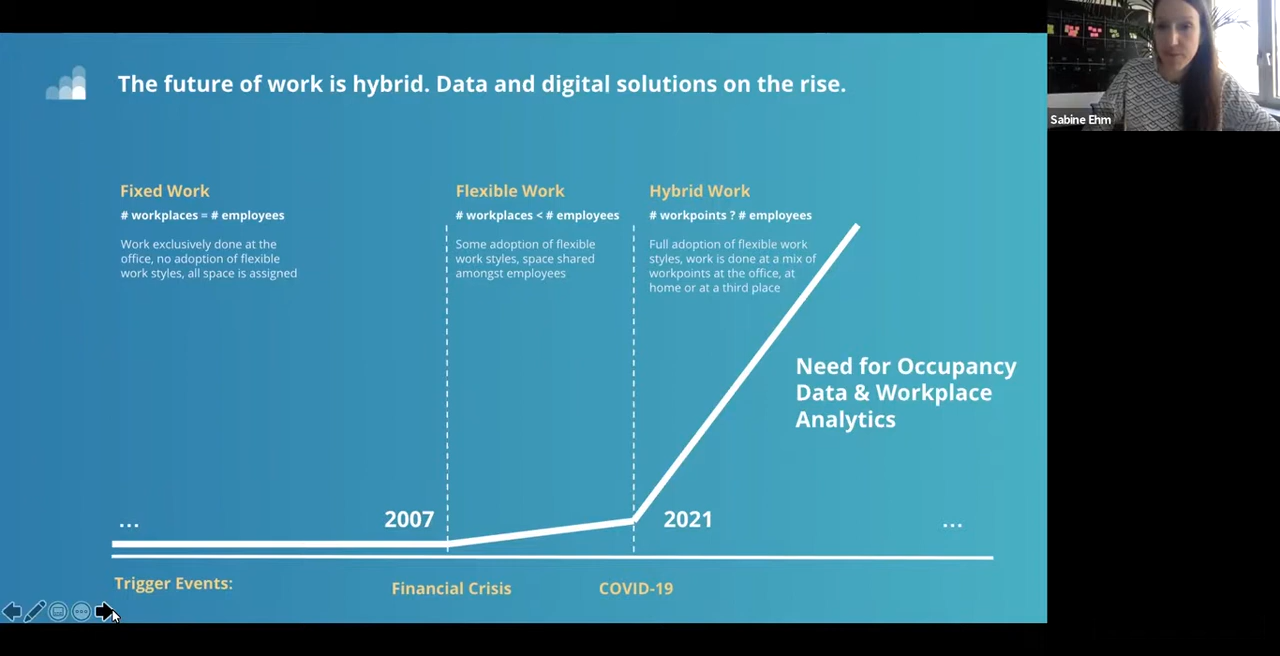 The future of work is hybrid. Data and digital solutions on the rise.
Sabine Ehm
Fixed Work
# workplaces = # employees
Work exclusively done at the
office, no adoption of flexible
work styles, all space is assigned
Flexible Work
# workplaces < # employees
Some adoption of flexible
work styles, space shared
amongst employees
Hybrid Work
# workpoints ? # employees
Full adoption of flexible work
styles, work is done at a mix of
workpoints at the office, at
home or at a third place
Need for Occupancy
Data & Workplace
Analytics
...
2007
2021
...
Trigger Events:
Financial Crisis
COVID-19